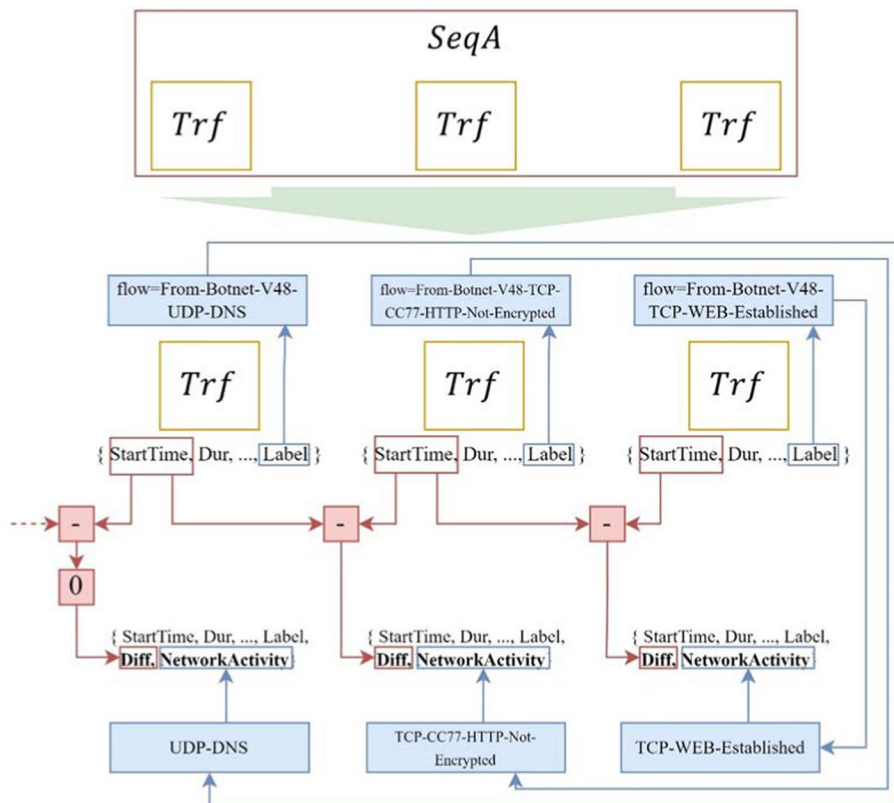 SeqA
Trf Trf Trf
flow=From-Botnet-V48-
UDP-DNS
flow=From-Botnet-V48-TCP-
CC77-HTTP-Not-Encrypted
flow=From-Botnet-V48-
TCP-WEB-Established
Trf Trf Trf
{ StartTime, Dur, ..., Label }
{ StartTime, Dur, ..., Label }
{ StartTime, Dur, ..., Label }
- - -
0
{ StartTime, Dur, ..., Label,
Diff, NetworkActivity}
{ StartTime, Dur, ..., Label,
Diff, NetworkActivity}
{ StartTime, Dur, ..., Label,
Diff, NetworkActivity}
UDP-DNS
TCP-CC77-HTTP-Not-
Encrypted
TCP-WEB-Established